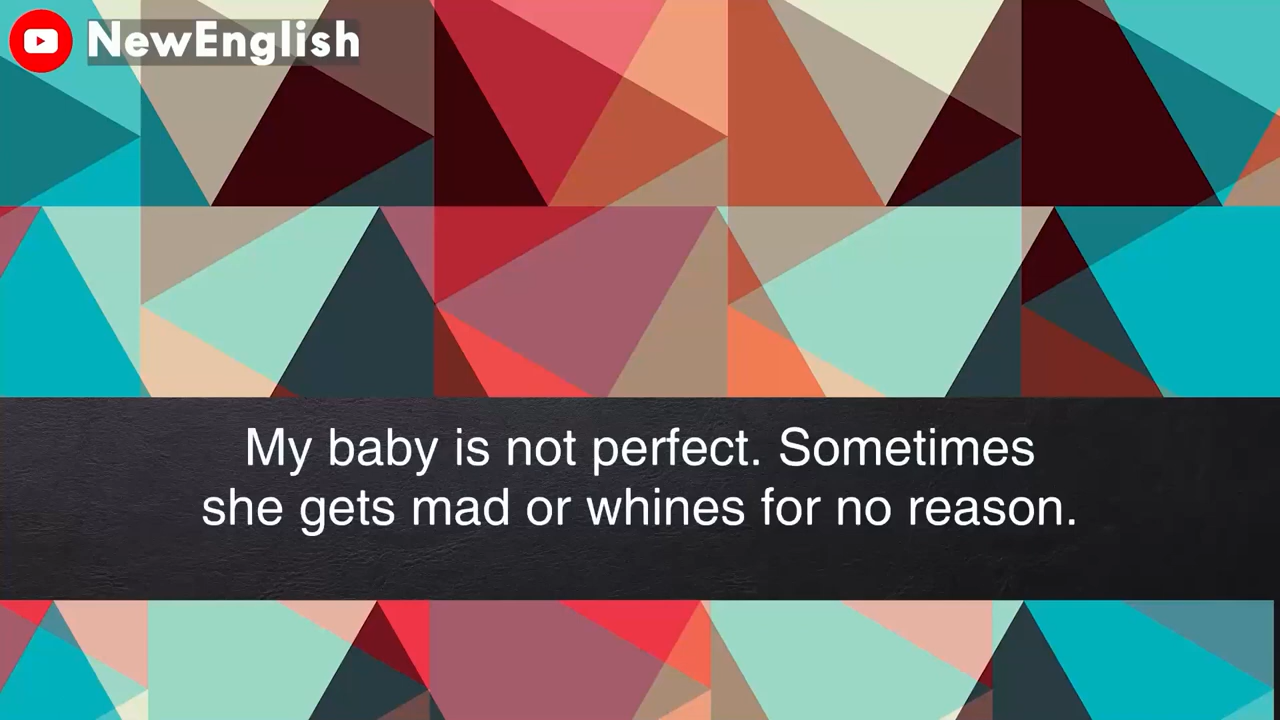 NewEnglish
My baby is not perfect. Sometimes
she gets mad or whines for no reason.